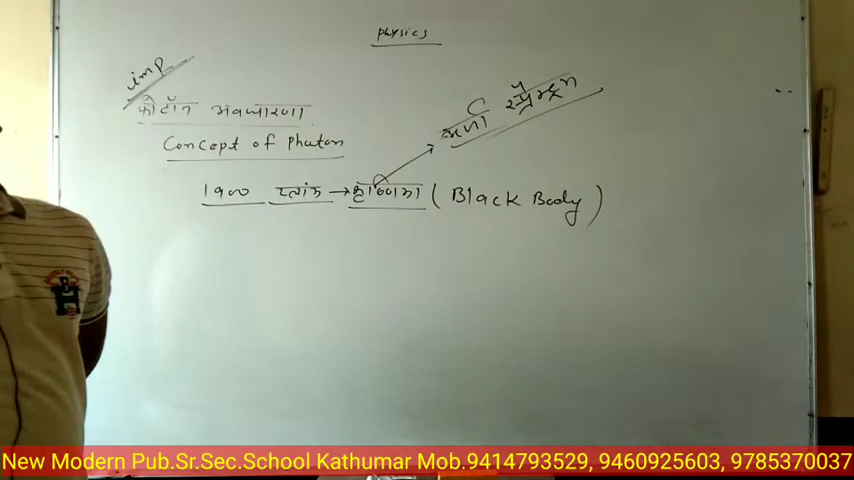 Physics
imp
फोटॉन अवधारणा
Concept of Photon
ऊर्जा स्पेक्ट्रम
1900 प्लांक → कृष्णिका (Black Body)
New Modern Pub.Sr.Sec.School Kathumar Mob.9414793529, 9460925603, 9785370037